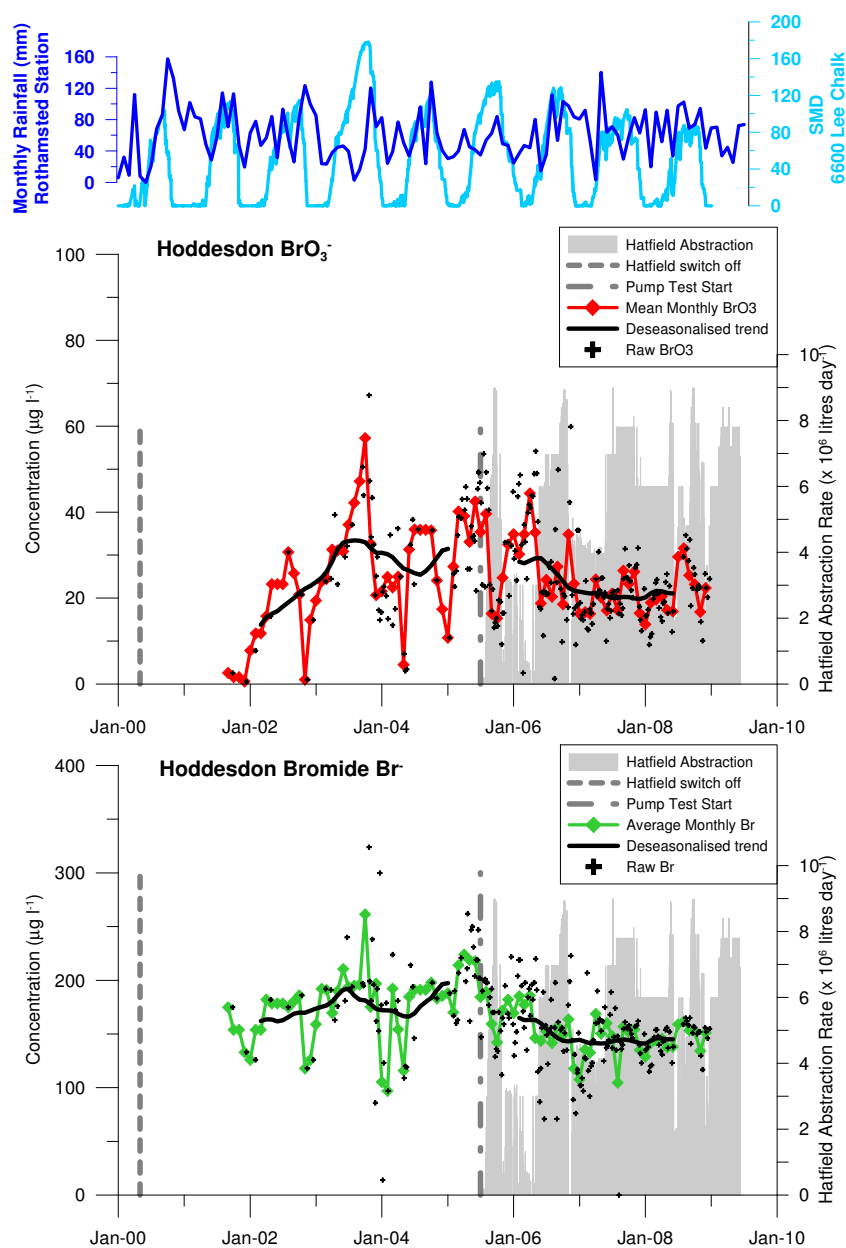 Monthly Rainfall (mm)
Rothamsted Station
160
120
80
40
0
200
160
120
80
40
0
SMD
6600 Lee Chalk
Hoddesdon BrO₃⁻
Hatfield Abstraction
Hatfield switch off
Pump Test Start
Mean Monthly BrO3
Deseasonalised trend
Raw BrO3
Concentration (µg l⁻¹)
100
80
60
40
20
0
10
8
6
4
2
0
Hatfield Abstraction Rate (x 10⁶ litres day⁻¹)
Jan-00 Jan-02 Jan-04 Jan-06 Jan-08 Jan-10
Hoddesdon Bromide Br⁻
Hatfield Abstraction
Hatfield switch off
Pump Test Start
Average Monthly Br
Deseasonalised trend
Raw Br
Concentration (µg l⁻¹)
400
300
200
100
0
10
8
6
4
2
0
Hatfield Abstraction Rate (x 10⁶ litres day⁻¹)
Jan-00 Jan-02 Jan-04 Jan-06 Jan-08 Jan-10